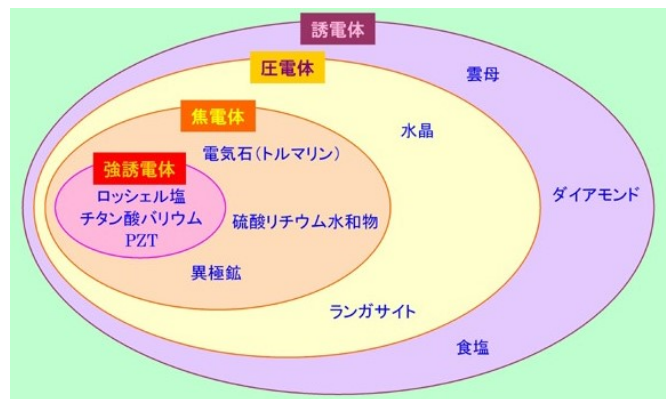 誘電体
圧電体
雲母
焦電体
水晶
電気石(トルマリン)
強誘電体
ロッシェル塩
チタン酸バリウム
PZT
ダイアモンド
硫酸リチウム水和物
異極鉱
ランガサイト
食塩